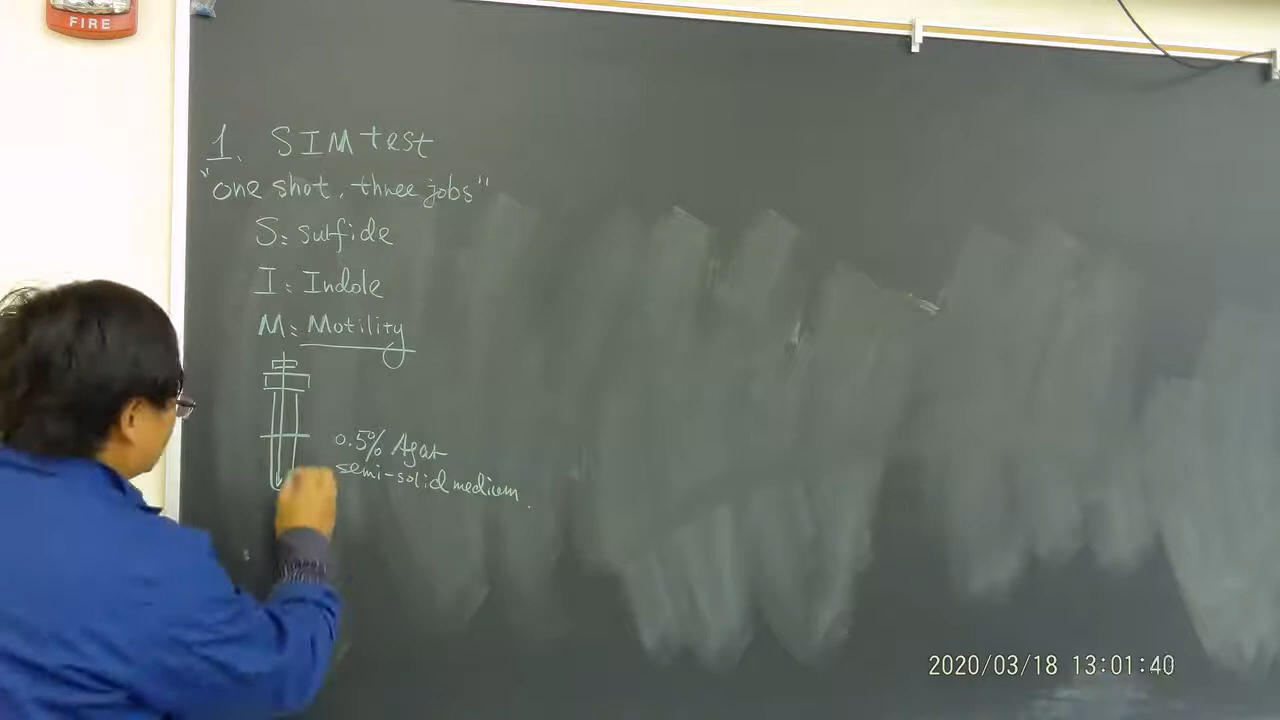 FIRE
1. SIM test
"one shot, three jobs"
S: sulfide
I: Indole
M: Motility
0.5% Agar
semi-solid medium.
2020/03/18 13:01:40